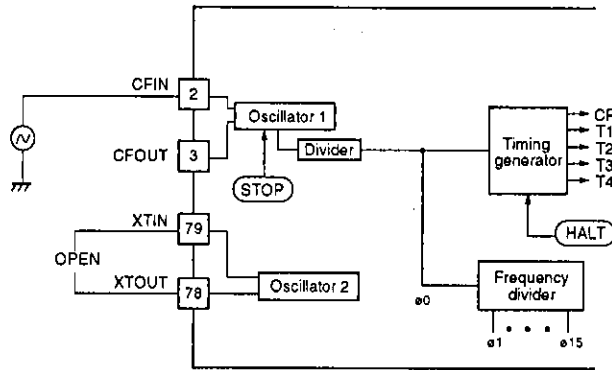 CFIN
2
Oscillator 1
CFOUT
3
Divider
STOP
Timing
generator
T1
T2
T3
T4
HALT
XTIN
79
OPEN
XTOUT
78
Oscillator 2
ø0
Frequency
divider
ø1
ø15